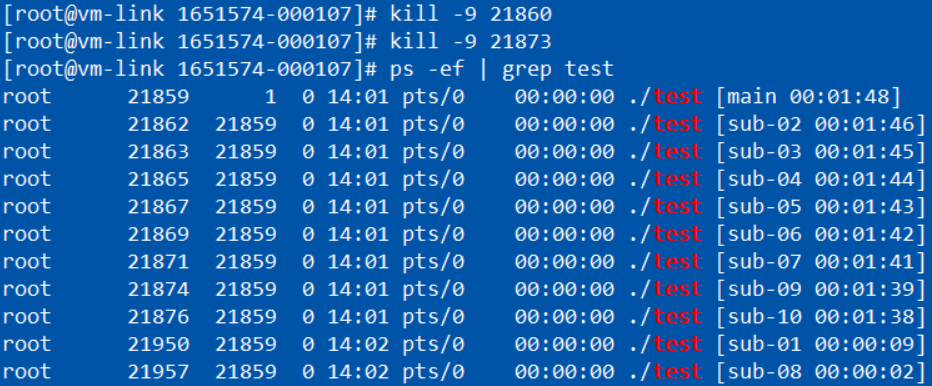 [root@vm-link 1651574-000107]# kill -9 21860
[root@vm-link 1651574-000107]# kill -9 21873
[root@vm-link 1651574-000107]# ps -ef | grep test
root 21859 1 0 14:01 pts/0 00:00:00 ./test [main 00:01:48]
root 21862 21859 0 14:01 pts/0 00:00:00 ./test [sub-02 00:01:46]
root 21863 21859 0 14:01 pts/0 00:00:00 ./test [sub-03 00:01:45]
root 21865 21859 0 14:01 pts/0 00:00:00 ./test [sub-04 00:01:44]
root 21867 21859 0 14:01 pts/0 00:00:00 ./test [sub-05 00:01:43]
root 21869 21859 0 14:01 pts/0 00:00:00 ./test [sub-06 00:01:42]
root 21871 21859 0 14:01 pts/0 00:00:00 ./test [sub-07 00:01:41]
root 21874 21859 0 14:01 pts/0 00:00:00 ./test [sub-09 00:01:39]
root 21876 21859 0 14:01 pts/0 00:00:00 ./test [sub-10 00:01:38]
root 21950 21859 0 14:02 pts/0 00:00:00 ./test [sub-01 00:00:09]
root 21957 21859 0 14:02 pts/0 00:00:00 ./test [sub-08 00:00:02]